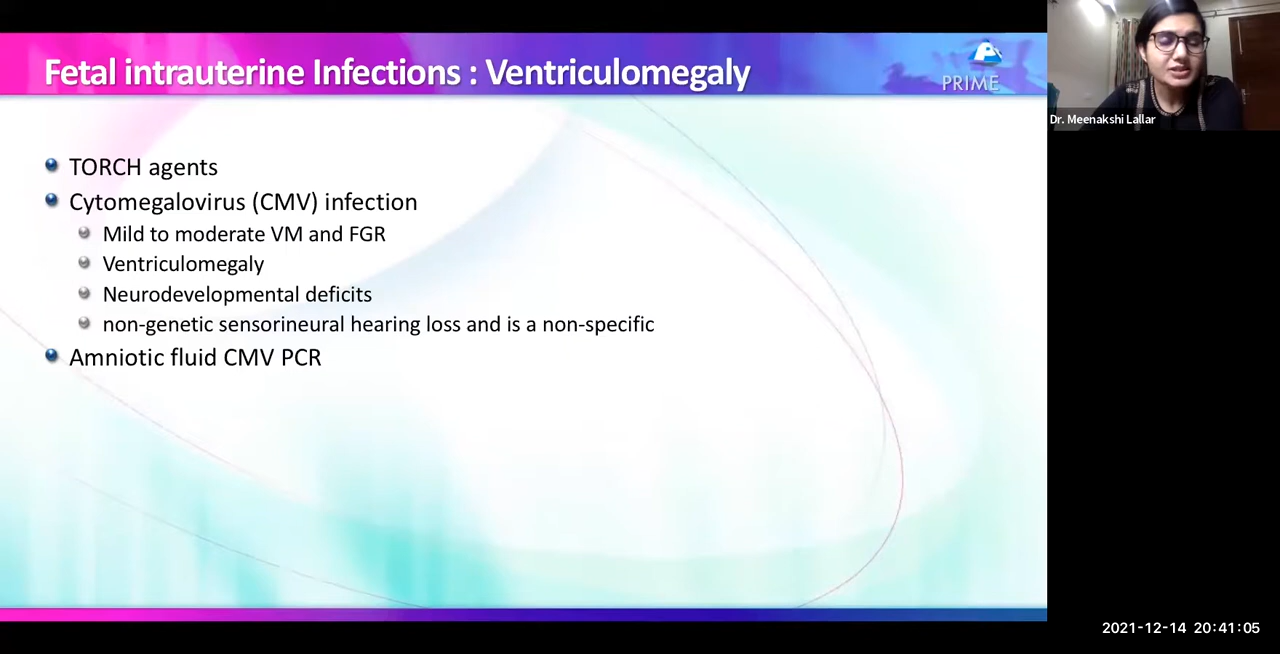 Fetal intrauterine Infections : Ventriculomegaly
PRIME
Dr. Meenakshi Lallar
TORCH agents
Cytomegalovirus (CMV) infection
Mild to moderate VM and FGR
Ventriculomegaly
Neurodevelopmental deficits
non-genetic sensorineural hearing loss and is a non-specific
Amniotic fluid CMV PCR
2021-12-14 20:41:05